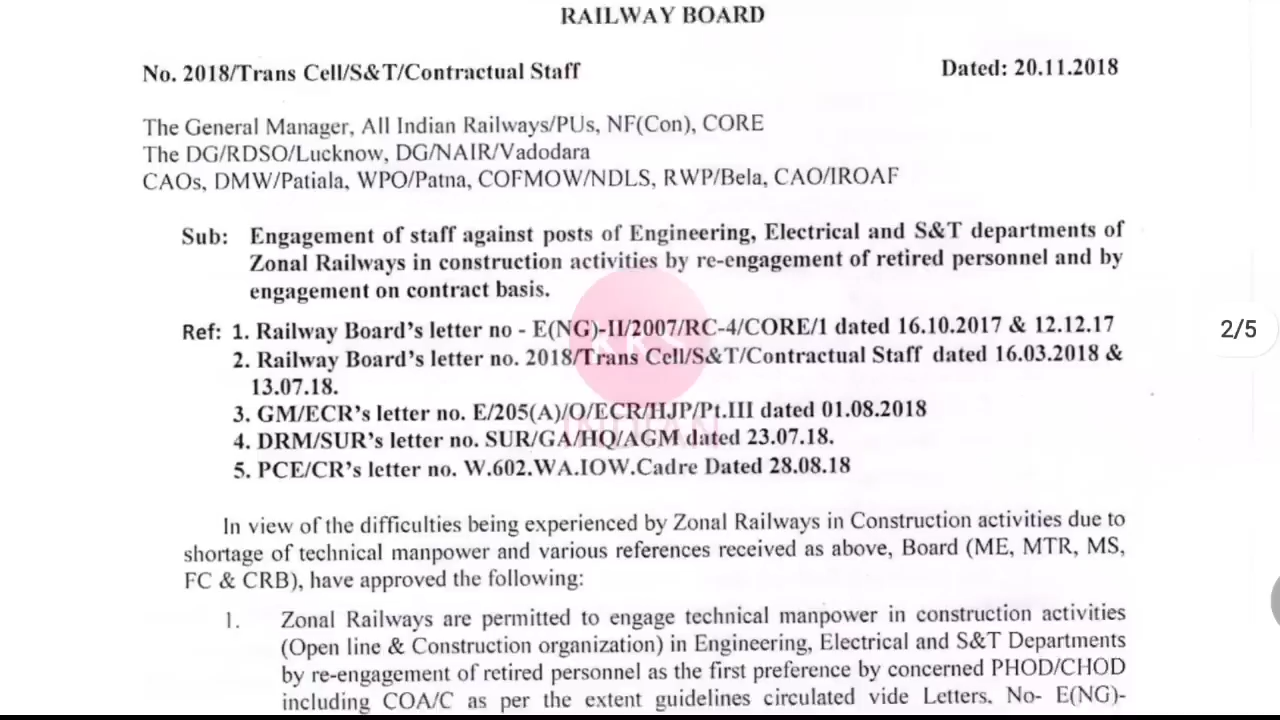 RAILWAY BOARD
No. 2018/Trans Cell/S&T/Contractual Staff Dated: 20.11.2018
The General Manager, All Indian Railways/PUs, NF(Con), CORE
The DG/RDSO/Lucknow, DG/NAIR/Vadodara
CAOs, DMW/Patiala, WPO/Patna, COFMOW/NDLS, RWP/Bela, CAO/IROAF
Sub: Engagement of staff against posts of Engineering, Electrical and S&T departments of
Zonal Railways in construction activities by re-engagement of retired personnel and by
engagement on contract basis.
Ref: 1. Railway Board's letter no - E(NG)-II/2007/RC-4/CORE/1 dated 16.10.2017 & 12.12.17
2. Railway Board's letter no. 2018/Trans Cell/S&T/Contractual Staff dated 16.03.2018 &
13.07.18.
3. GM/ECR's letter no. E/205(A)/O/ECR/HJP/Pt.III dated 01.08.2018
4. DRM/SUR's letter no. SUR/GA/HQ/AGM dated 23.07.18.
5. PCE/CR's letter no. W.602.WA.IOW.Cadre Dated 28.08.18
KKS
INDIAN
2/5
In view of the difficulties being experienced by Zonal Railways in Construction activities due to
shortage of technical manpower and various references received as above, Board (ME, MTR, MS,
FC & CRB), have approved the following:
1. Zonal Railways are permitted to engage technical manpower in construction activities
(Open line & Construction organization) in Engineering, Electrical and S&T Departments
by re-engagement of retired personnel as the first preference by concerned PHOD/CHOD
including COA/C as per the extent guidelines circulated vide Letters. No- E(NG)-